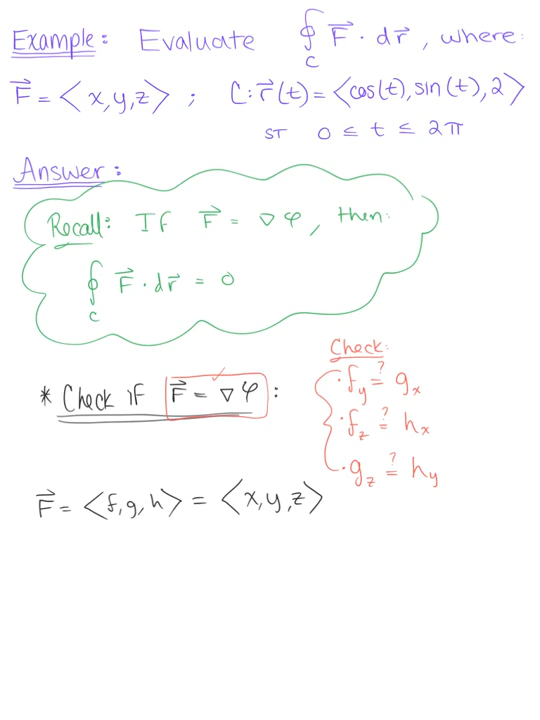 Example: Evaluate ∮_C F⃗ · dr⃗, where:
F⃗ = <x,y,z> ; C: r⃗(t) = <cos(t), sin(t), 2>
ST 0 ≤ t ≤ 2π
Answer:
Recall: If F⃗ = ∇φ, then:
∮_C F⃗ · dr⃗ = 0
Check:
· f_y ?= g_x
* Check if F⃗ = ∇φ ✓ :
· f_z ?= h_x
· g_z ?= h_y
F⃗ = <f,g,h> = <x,y,z>